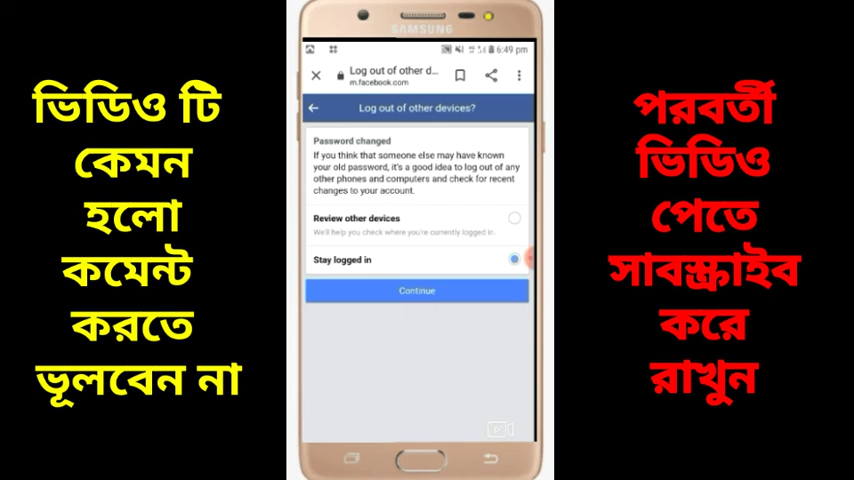 ভিডিও টি
কেমন
হলো
কমেন্ট
করতে
ভূলবেন না
SAMSUNG
6:49 pm
Log out of other d...
m.facebook.com
Log out of other devices?
Password changed
If you think that someone else may have known
your old password, it's a good idea to log out of any
other phones and computers and check for recent
changes to your account.
Review other devices
We'll help you check where you're currently logged in.
Stay logged in
Continue
পরবর্তী
ভিডিও
পেতে
সাবস্ক্রাইব
করে
রাখুন